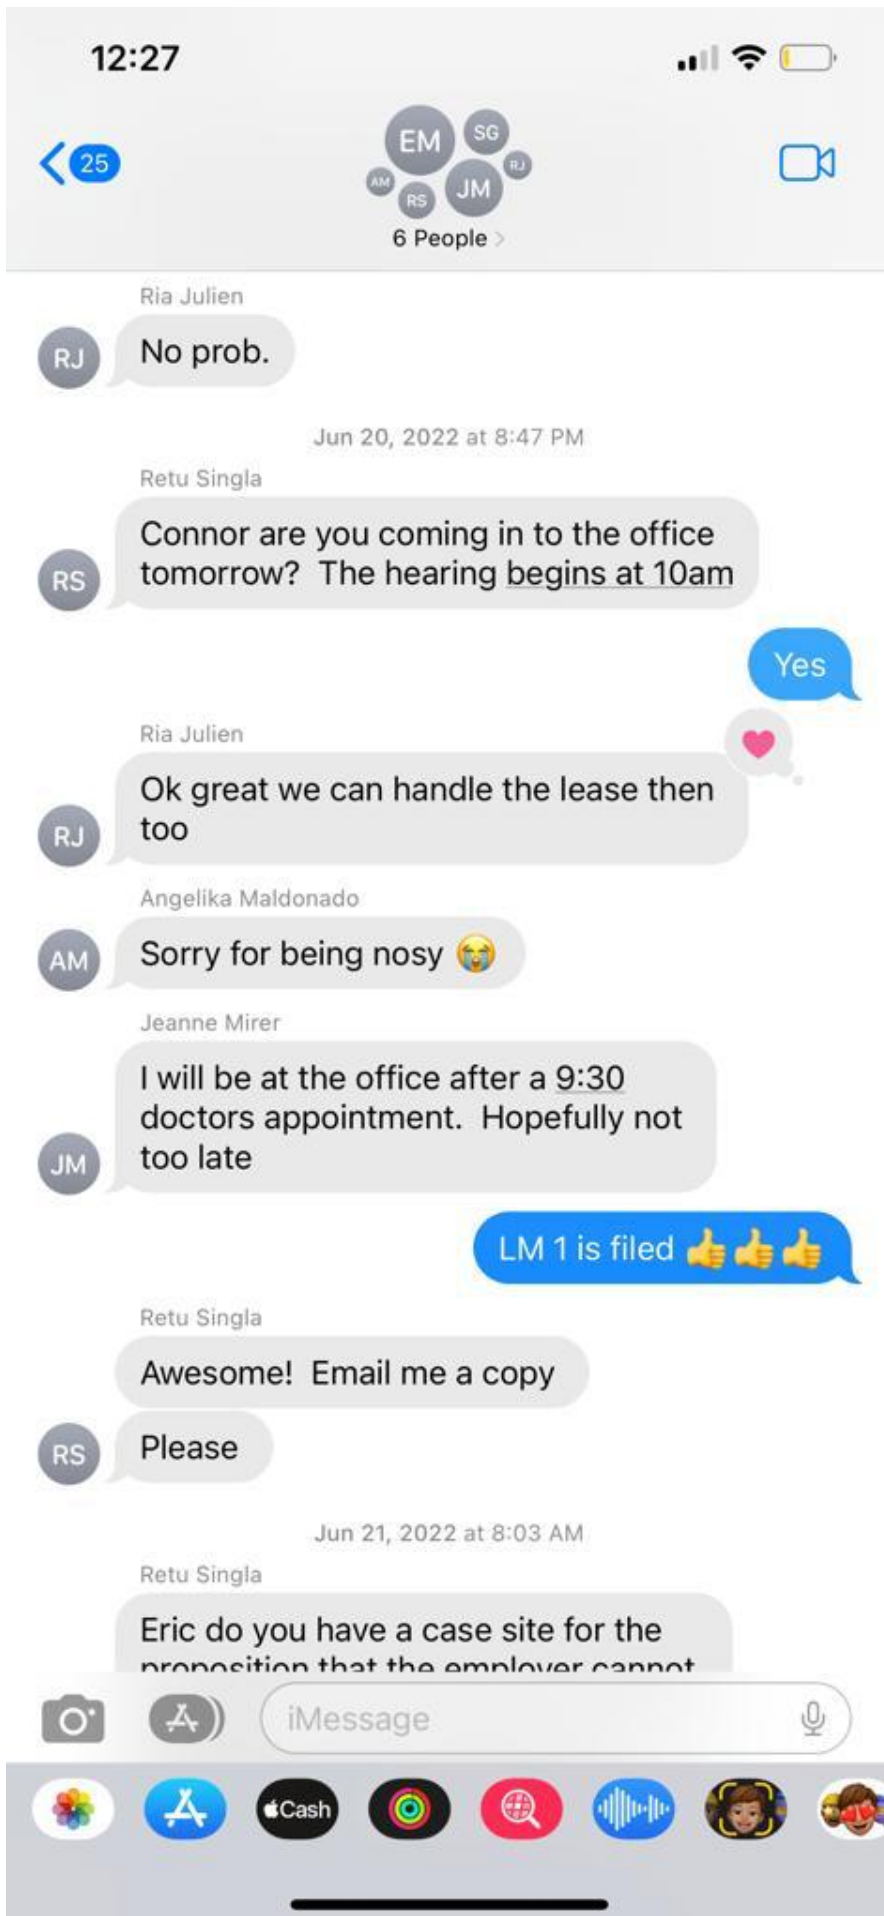 12:27
25
EM
SG
RJ
AM
RS
JM
6 People
Ria Julien
RJ
No prob.
Jun 20, 2022 at 8:47 PM
Retu Singla
Connor are you coming in to the office
tomorrow?  The hearing begins at 10am
RS
Yes
Ria Julien
Ok great we can handle the lease then
too
RJ
Angelika Maldonado
Sorry for being nosy 😭
AM
Jeanne Mirer
I will be at the office after a 9:30
doctors appointment.  Hopefully not
too late
JM
LM 1 is filed 👍👍👍
Retu Singla
Awesome!  Email me a copy
Please
RS
Jun 21, 2022 at 8:03 AM
Retu Singla
Eric do you have a case site for the
proposition that the employer cannot
iMessage
Cash